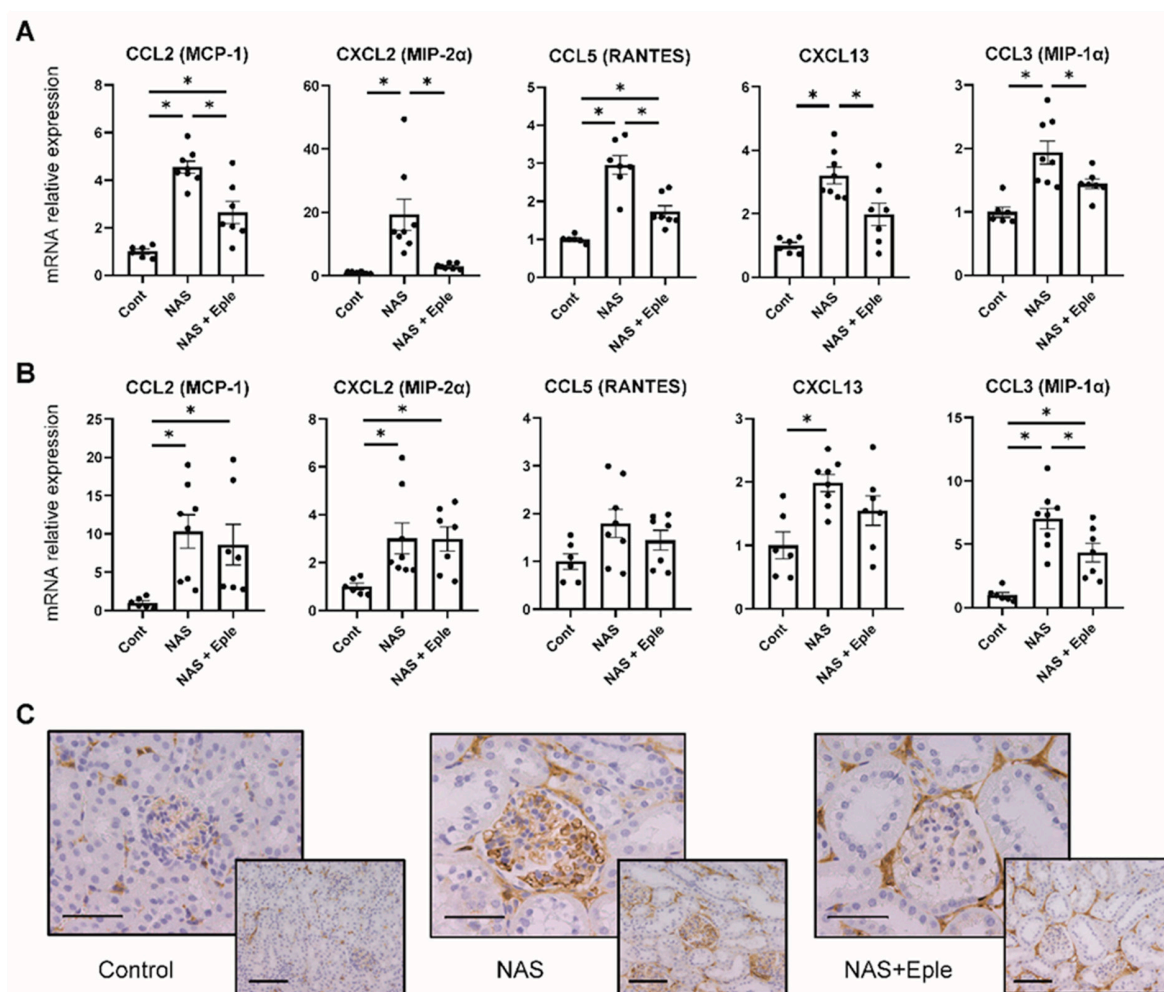 A
CCL2 (MCP-1) CXCL2 (MIP-2α) CCL5 (RANTES) CXCL13 CCL3 (MIP-1α)
mRNA relative expression
8 6 4 2 0
* * *
Cont NAS NAS + Eple
60 40 20 0
* *
Cont NAS NAS + Eple
5 4 3 2 1 0
* * *
Cont NAS NAS + Eple
6 4 2 0
* *
Cont NAS NAS + Eple
3 2 1 0
* *
Cont NAS NAS + Eple
B
CCL2 (MCP-1) CXCL2 (MIP-2α) CCL5 (RANTES) CXCL13 CCL3 (MIP-1α)
mRNA relative expression
25 20 15 10 5 0
* *
Cont NAS NAS + Eple
8 6 4 2 0
* *
Cont NAS NAS + Eple
4 3 2 1 0
Cont NAS NAS + Eple
3 2 1 0
*
Cont NAS NAS + Eple
15 10 5 0
* * *
Cont NAS NAS + Eple
C
Control NAS NAS+Eple